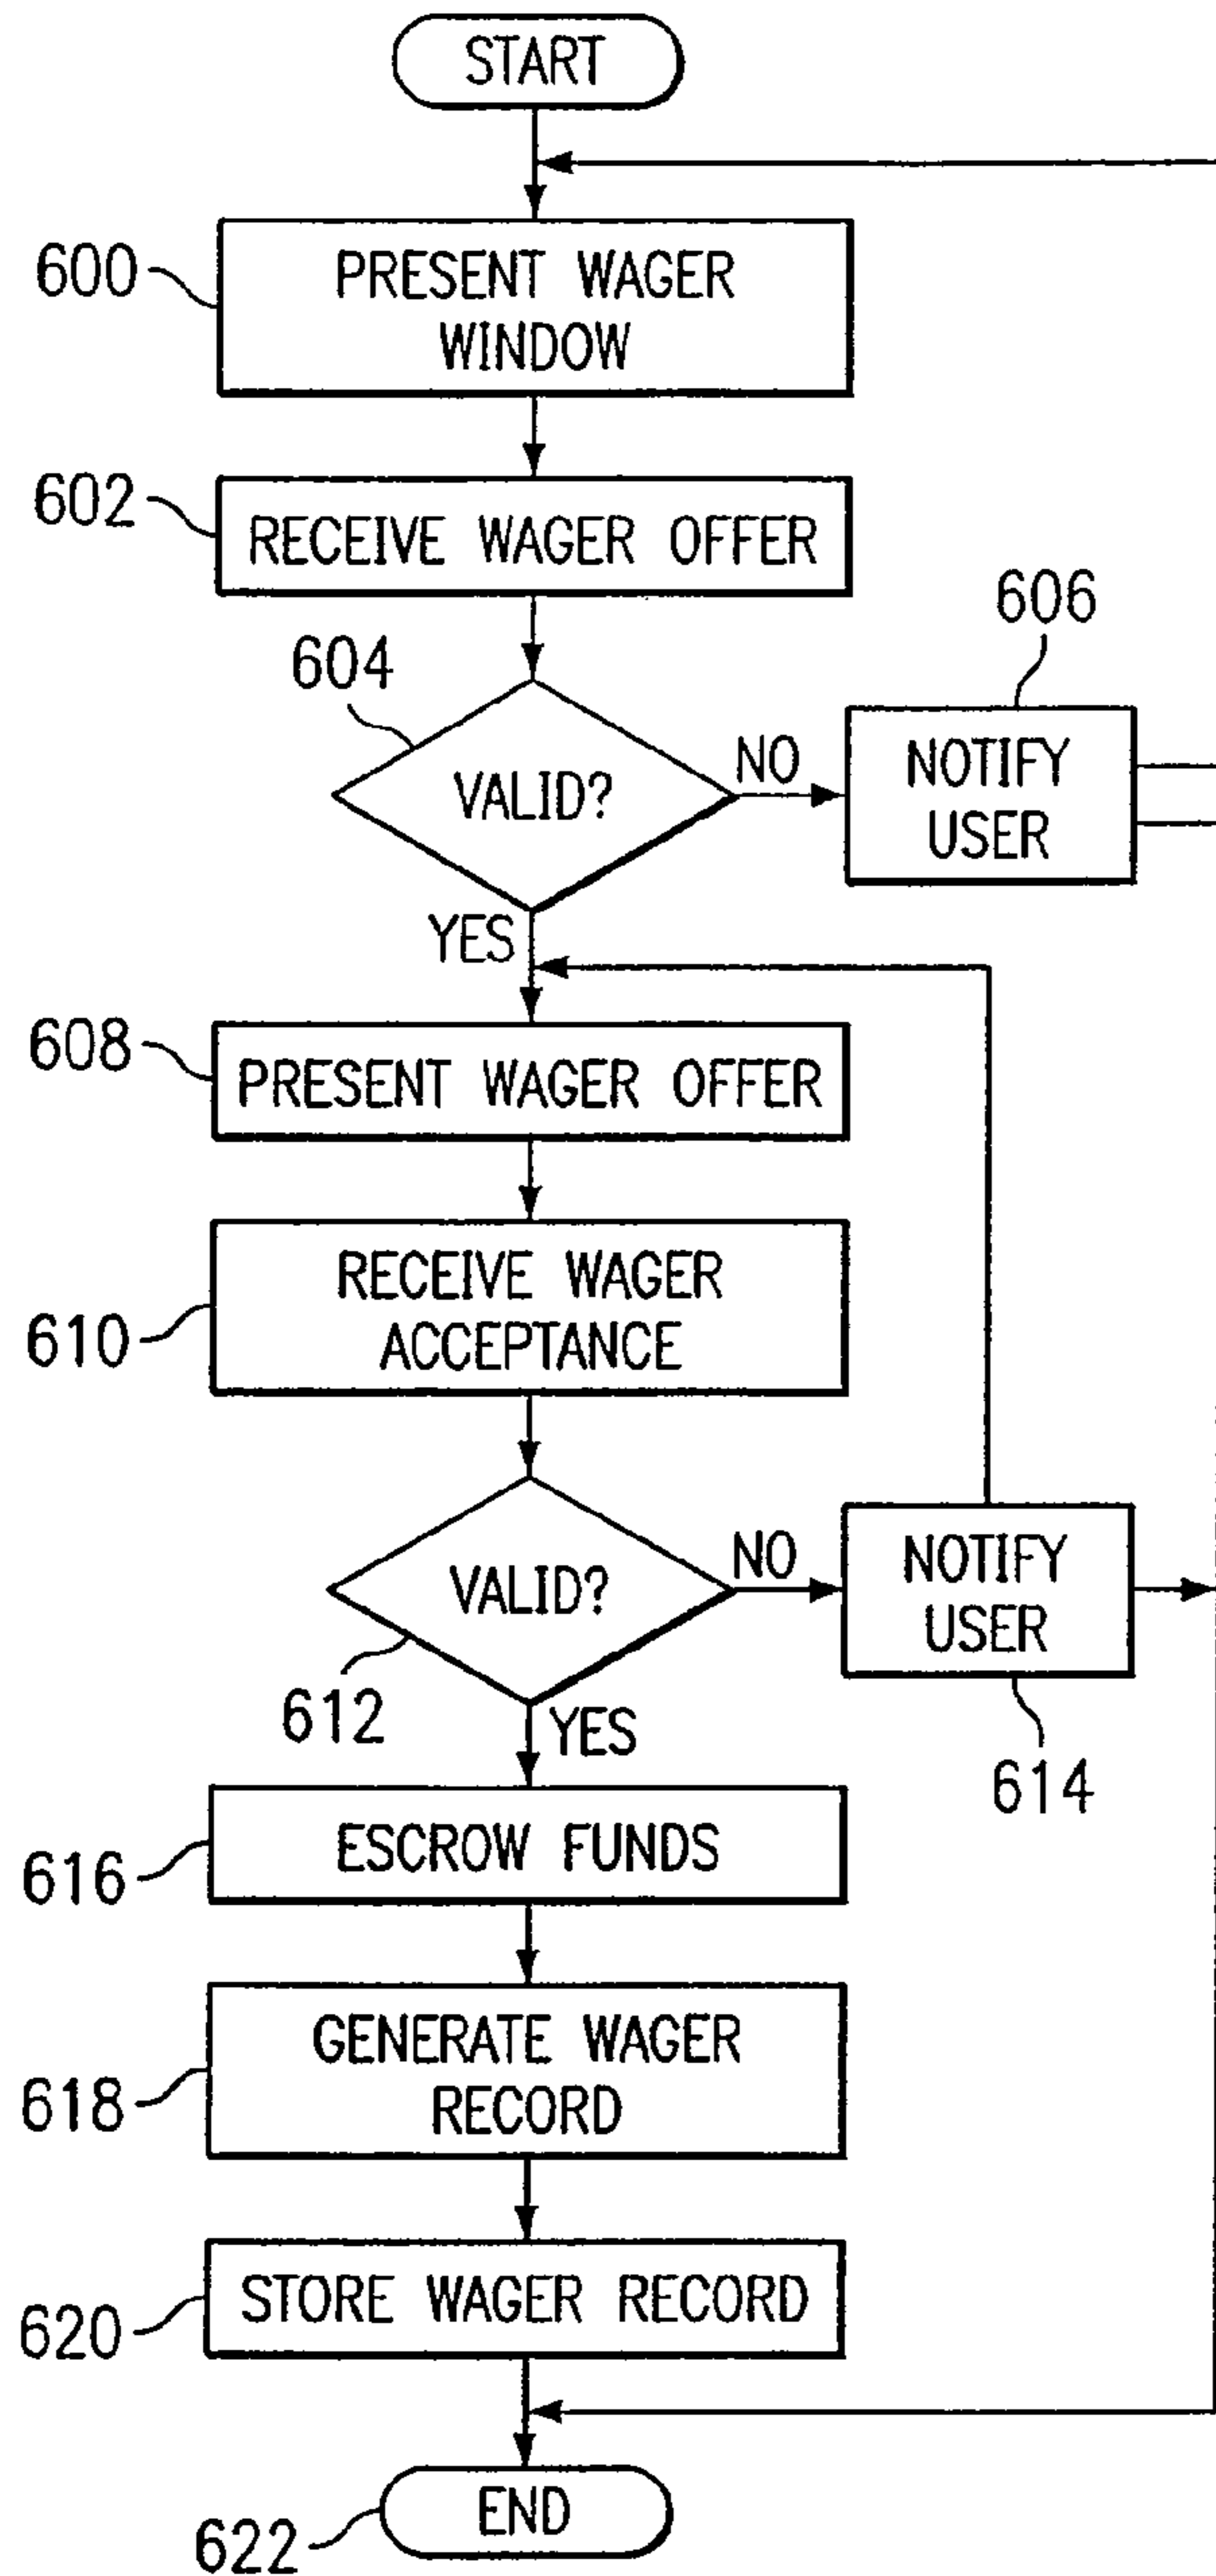 START
600
PRESENT WAGER
WINDOW
602
RECEIVE WAGER OFFER
604
VALID?
NO
606
NOTIFY
USER
YES
608
PRESENT WAGER OFFER
610
RECEIVE WAGER
ACCEPTANCE
VALID?
612
NO
NOTIFY
USER
614
YES
616
ESCROW FUNDS
618
GENERATE WAGER
RECORD
620
STORE WAGER RECORD
END
622